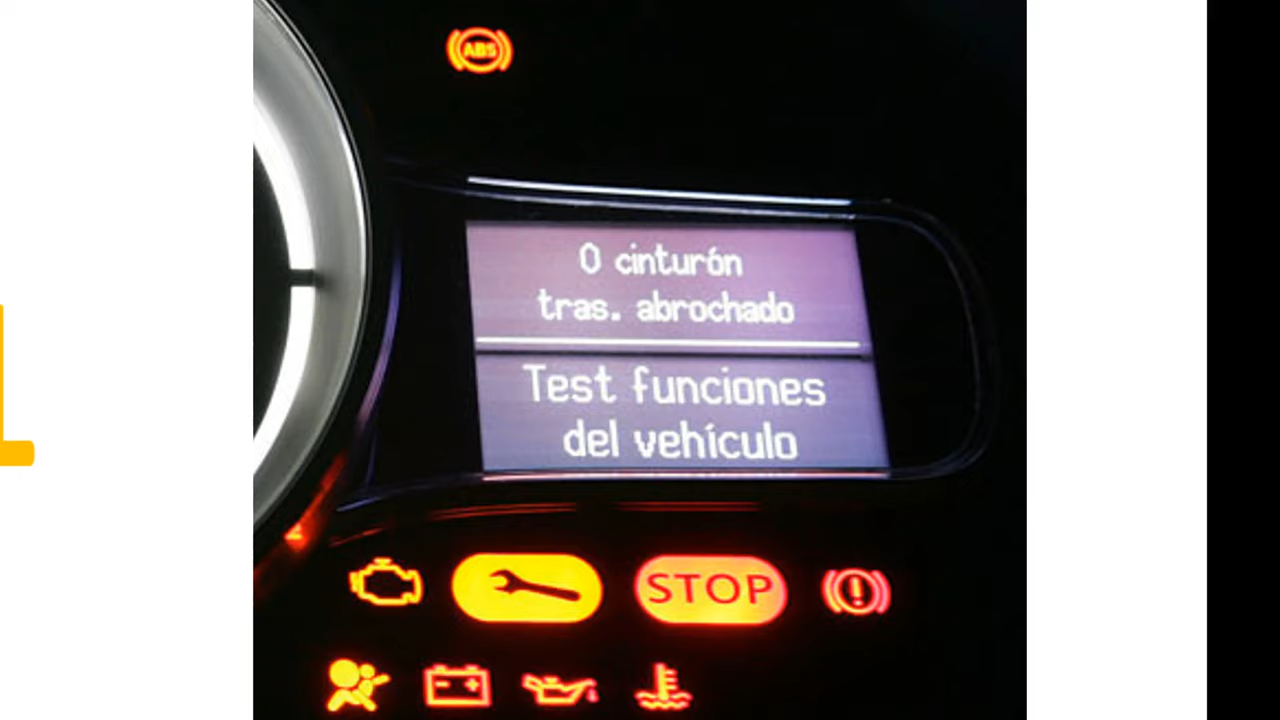 ABS
0 cinturón
tras. abrochado
Test funciones
del vehículo
STOP